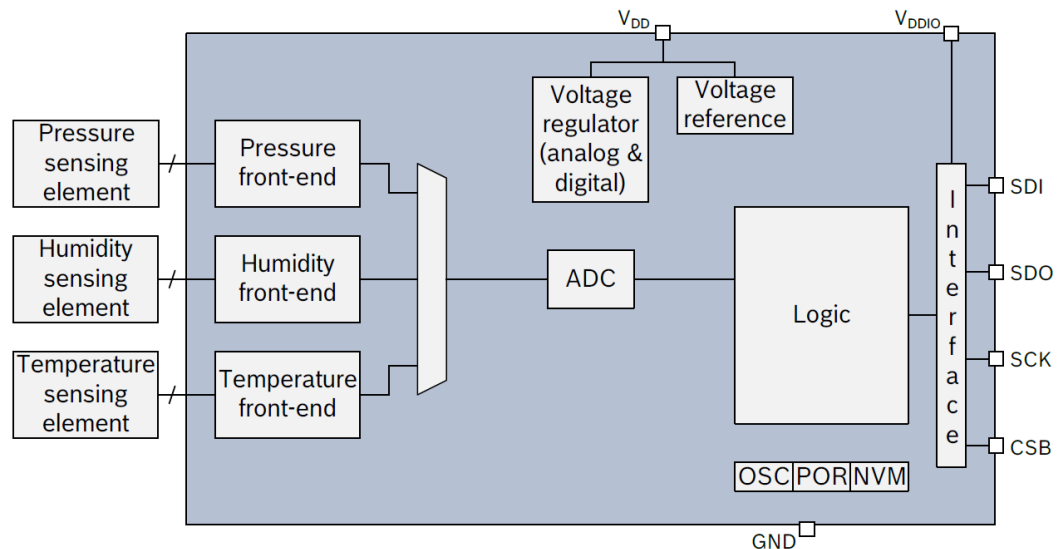 VDD
VDDIO
Voltage
regulator
(analog &
digital)
Voltage
reference
Pressure
sensing
element
Pressure
front-end
Humidity
sensing
element
Humidity
front-end
Temperature
sensing
element
Temperature
front-end
ADC
Logic
Interface
SDI
SDO
SCK
CSB
OSC
POR
NVM
GND